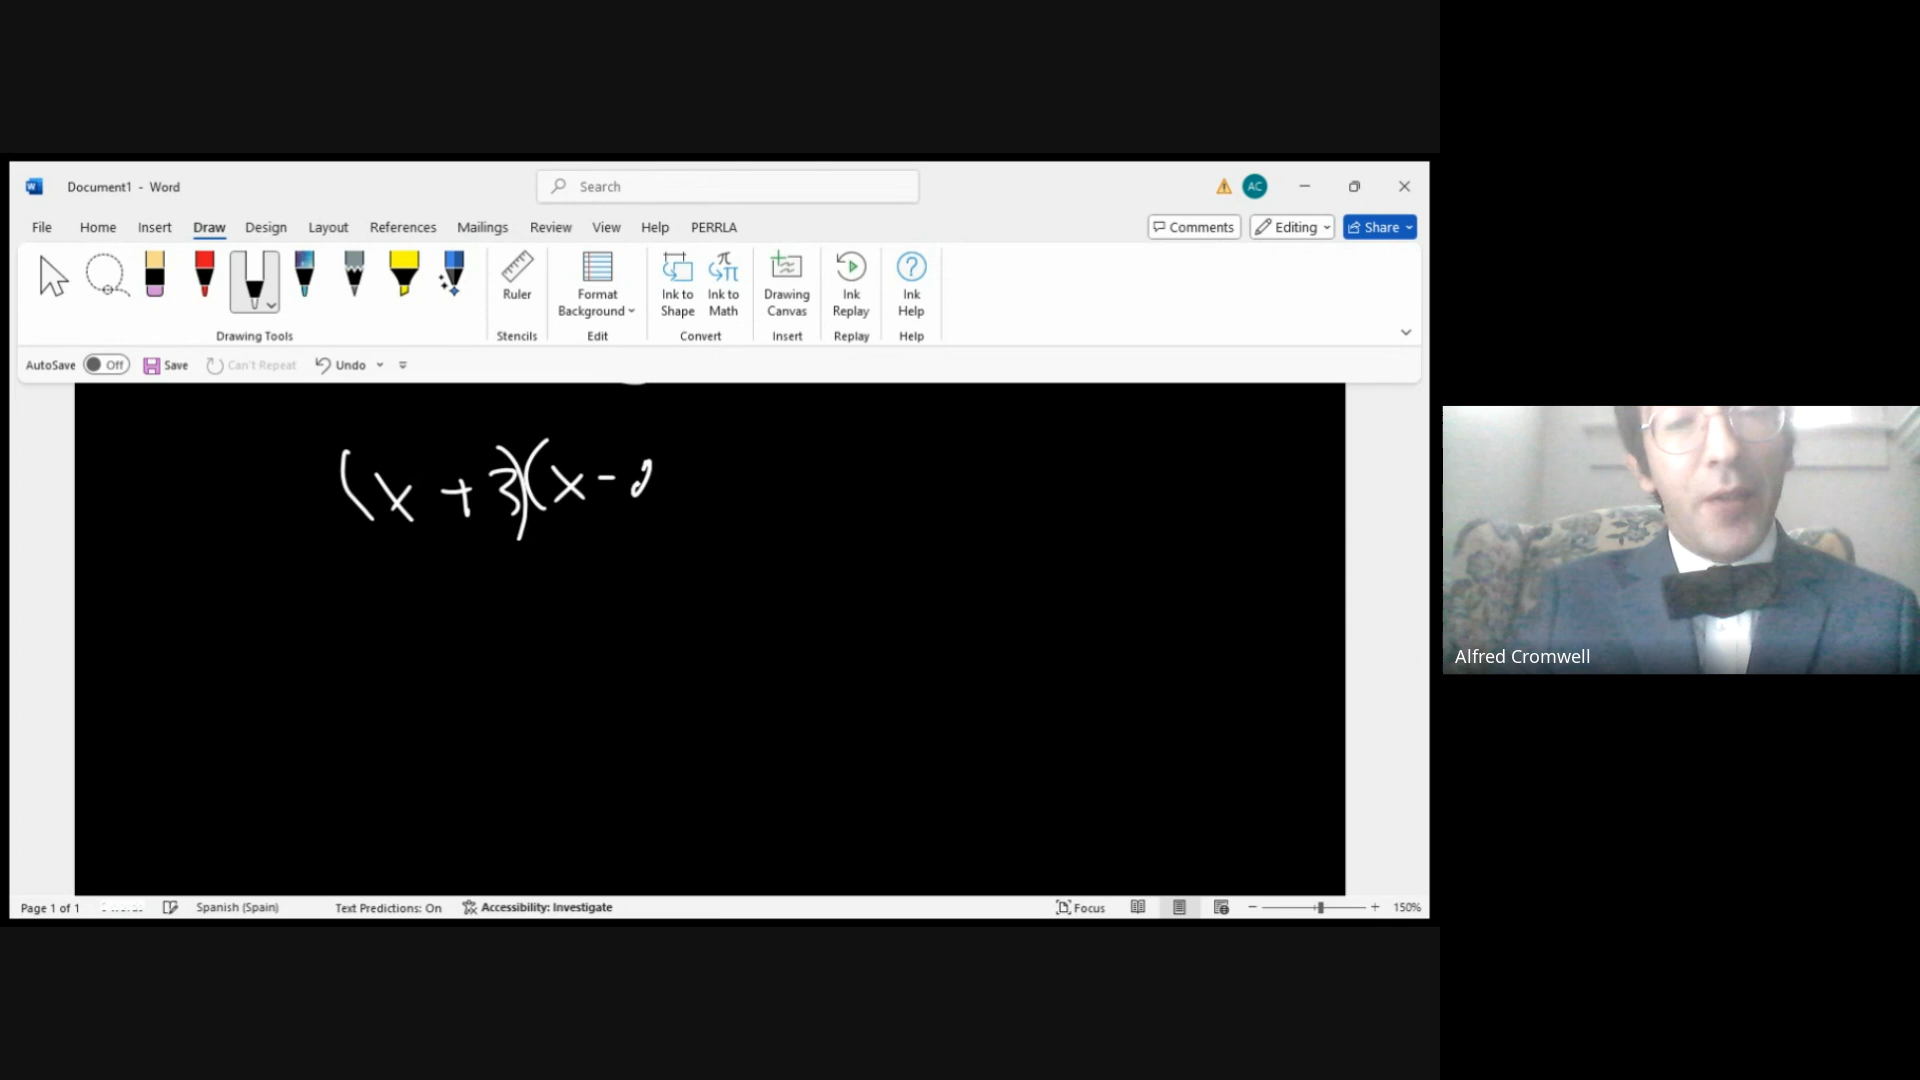 Document1 - Word
Search
AC
File Home Insert Draw Design Layout References Mailings Review View Help PERRLA
Comments Editing Share
Ruler
Format Background
Ink to Shape
Ink to Math
Drawing Canvas
Ink Replay
Ink Help
Drawing Tools Stencils Edit Convert Insert Replay Help
AutoSave Off Save Can't Repeat Undo
(x + 3)(x -
Alfred Cromwell
Page 1 of 1 Spanish (Spain) Text Predictions: On Accessibility: Investigate Focus 150%